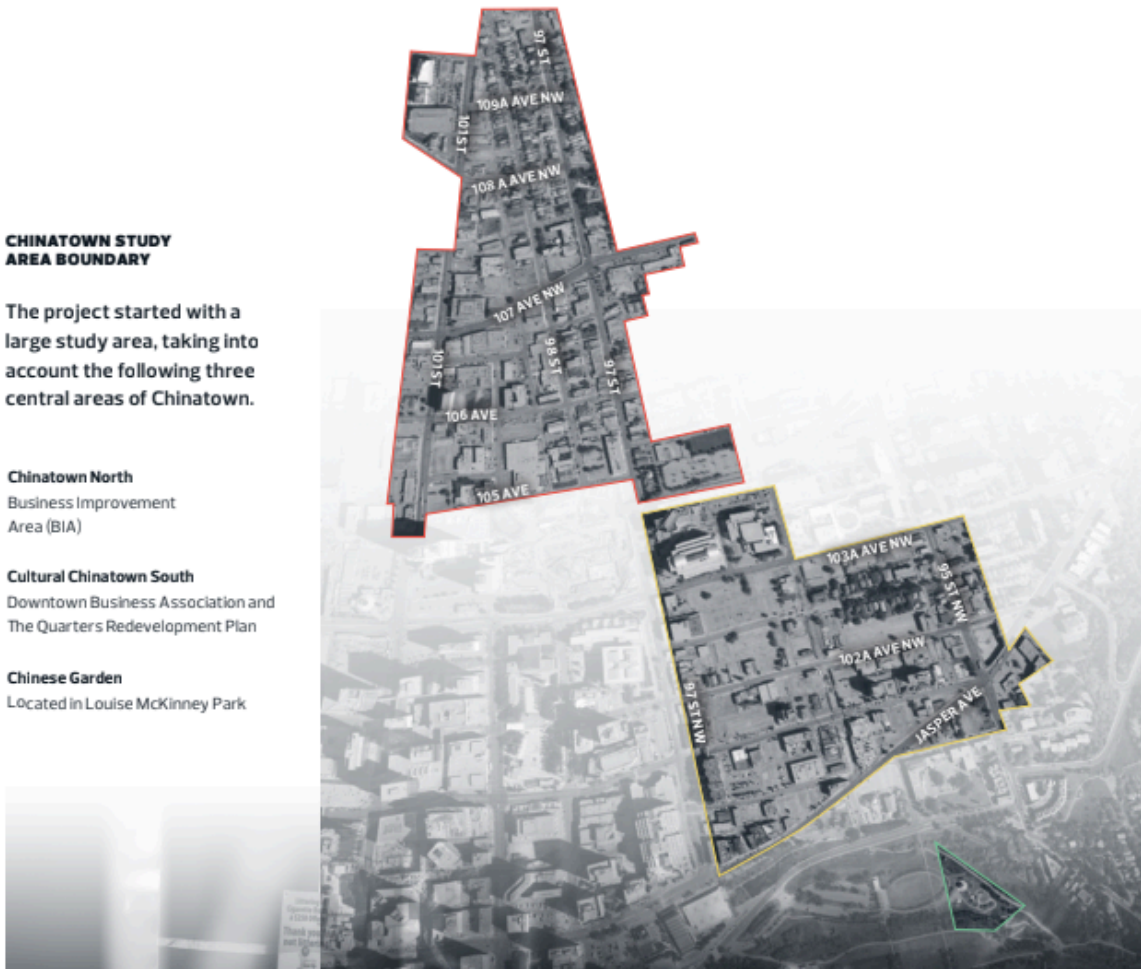 CHINATOWN STUDY
AREA BOUNDARY
The project started with a
large study area, taking into
account the following three
central areas of Chinatown.
Chinatown North
Business Improvement
Area (BIA)
Cultural Chinatown South
Downtown Business Association and
The Quarters Redevelopment Plan
Chinese Garden
Located in Louise McKinney Park
97 ST
109A AVE NW
101 ST
108 A AVE NW
107 AVE NW
101 ST
98 ST
97 ST
106 AVE
105 AVE
103A AVE NW
95 ST NW
102A AVE NW
97 ST NW
JASPER AVE
Thank you